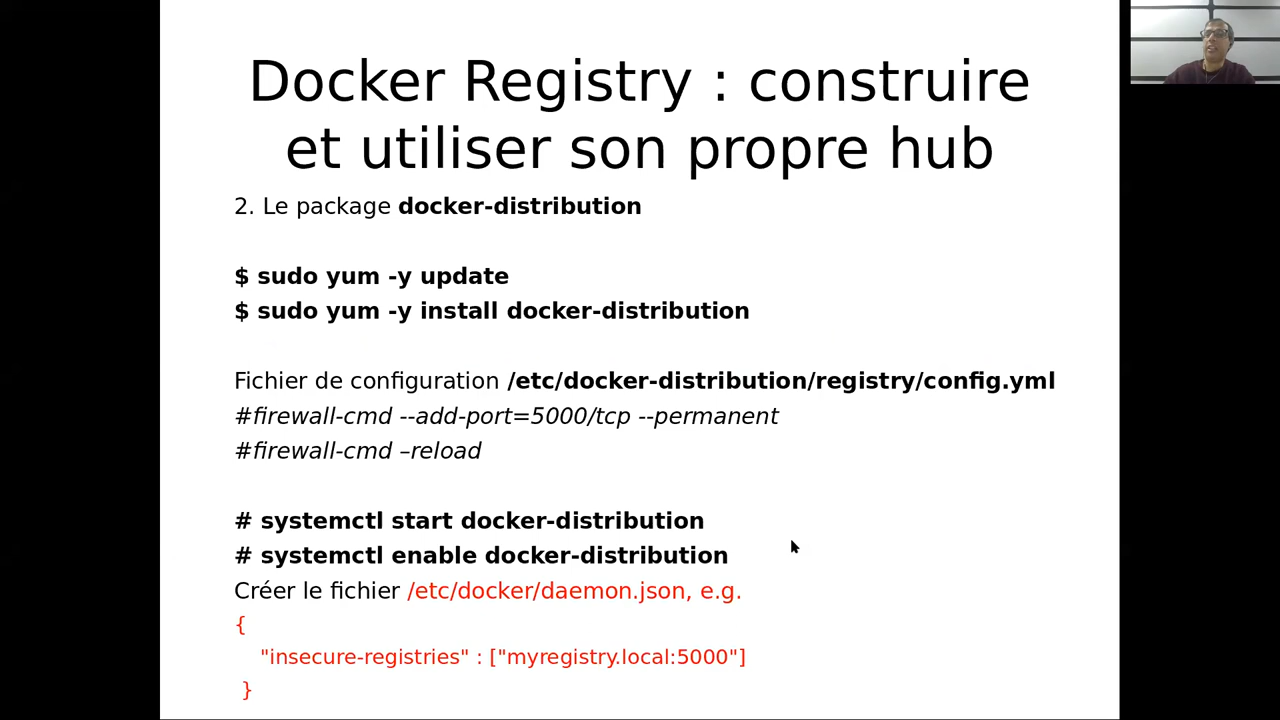 Docker Registry : construire
et utiliser son propre hub
2. Le package docker-distribution
$ sudo yum -y update
$ sudo yum -y install docker-distribution
Fichier de configuration /etc/docker-distribution/registry/config.yml
#firewall-cmd --add-port=5000/tcp --permanent
#firewall-cmd –reload
# systemctl start docker-distribution
# systemctl enable docker-distribution
Créer le fichier /etc/docker/daemon.json, e.g.
{
"insecure-registries" : ["myregistry.local:5000"]
}